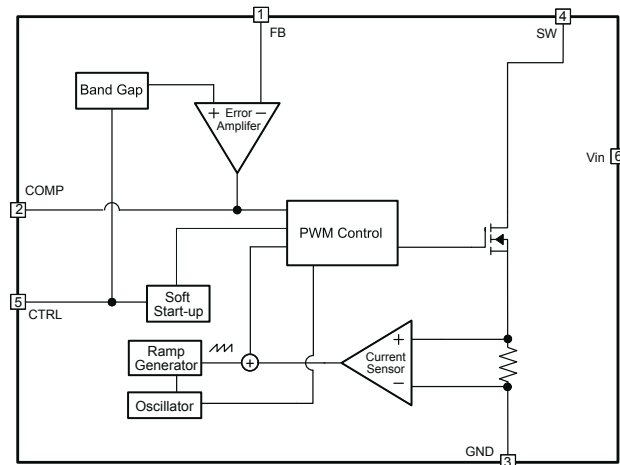 1
FB
4
SW
Band Gap
+ Error −
Amplifer
Vin 6
COMP
2
PWM Control
5
CTRL
Soft
Start-up
Ramp
Generator
+
+
Current
Sensor
−
Oscillator
GND
3